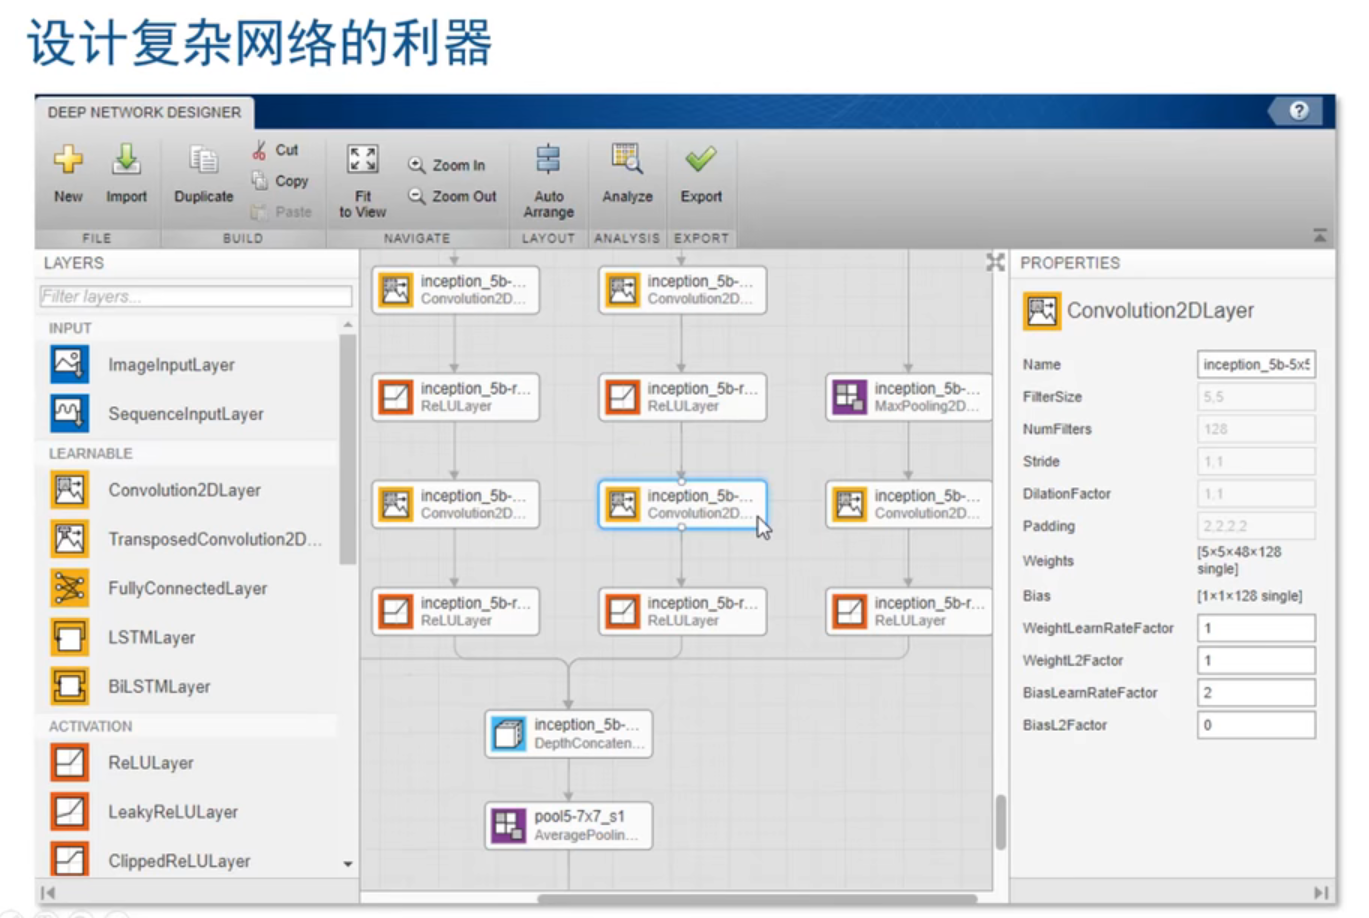 设计复杂网络的利器
DEEP NETWORK DESIGNER
?
New
Import
Duplicate
Cut
Copy
Paste
Fit
to View
Zoom In
Zoom Out
Auto
Arrange
Analyze
Export
FILE
BUILD
NAVIGATE
LAYOUT
ANALYSIS
EXPORT
LAYERS
Filter layers...
INPUT
ImageInputLayer
SequenceInputLayer
LEARNABLE
Convolution2DLayer
TransposedConvolution2D...
FullyConnectedLayer
LSTMLayer
BiLSTMLayer
ACTIVATION
ReLULayer
LeakyReLULayer
ClippedReLULayer
inception_5b-...
Convolution2D...
inception_5b-...
Convolution2D...
inception_5b-r...
ReLULayer
inception_5b-r...
ReLULayer
inception_5b-...
MaxPooling2D...
inception_5b-...
Convolution2D...
inception_5b-...
Convolution2D...
inception_5b-...
Convolution2D...
inception_5b-r...
ReLULayer
inception_5b-r...
ReLULayer
inception_5b-r...
ReLULayer
inception_5b-...
DepthConcaten...
pool5-7x7_s1
AveragePoolin...
PROPERTIES
Convolution2DLayer
Name inception_5b-5x5
FilterSize 5,5
NumFilters 128
Stride 1,1
DilationFactor 1,1
Padding 2,2,2,2
Weights [5×5×48×128
single]
Bias [1×1×128 single]
WeightLearnRateFactor 1
WeightL2Factor 1
BiasLearnRateFactor 2
BiasL2Factor 0